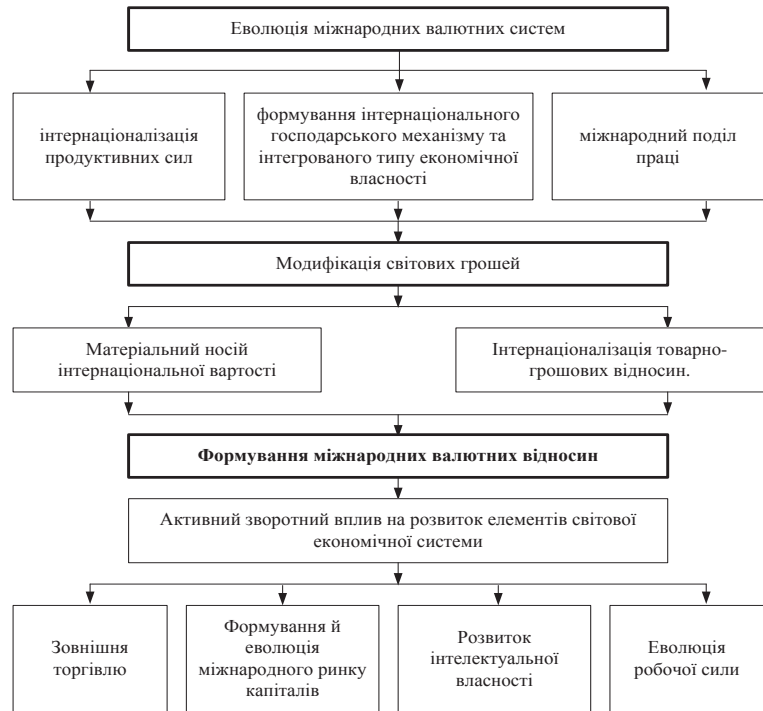 Еволюція міжнародних валютних систем
інтернаціоналізація
продуктивних сил
формування інтернаціонального
господарського механізму та
інтегрованого типу економічної
власності
міжнародний поділ
праці
Модифікація світових грошей
Матеріальний носій
інтернаціональної вартості
Інтернаціоналізація товарно-
грошових відносин.
Формування міжнародних валютних відносин
Активний зворотний вплив на розвиток елементів світової
економічної системи
Зовнішня
торгівлю
Формування й
еволюція
міжнародного ринку
капіталів
Розвиток
інтелектуальної
власності
Еволюція
робочої сили